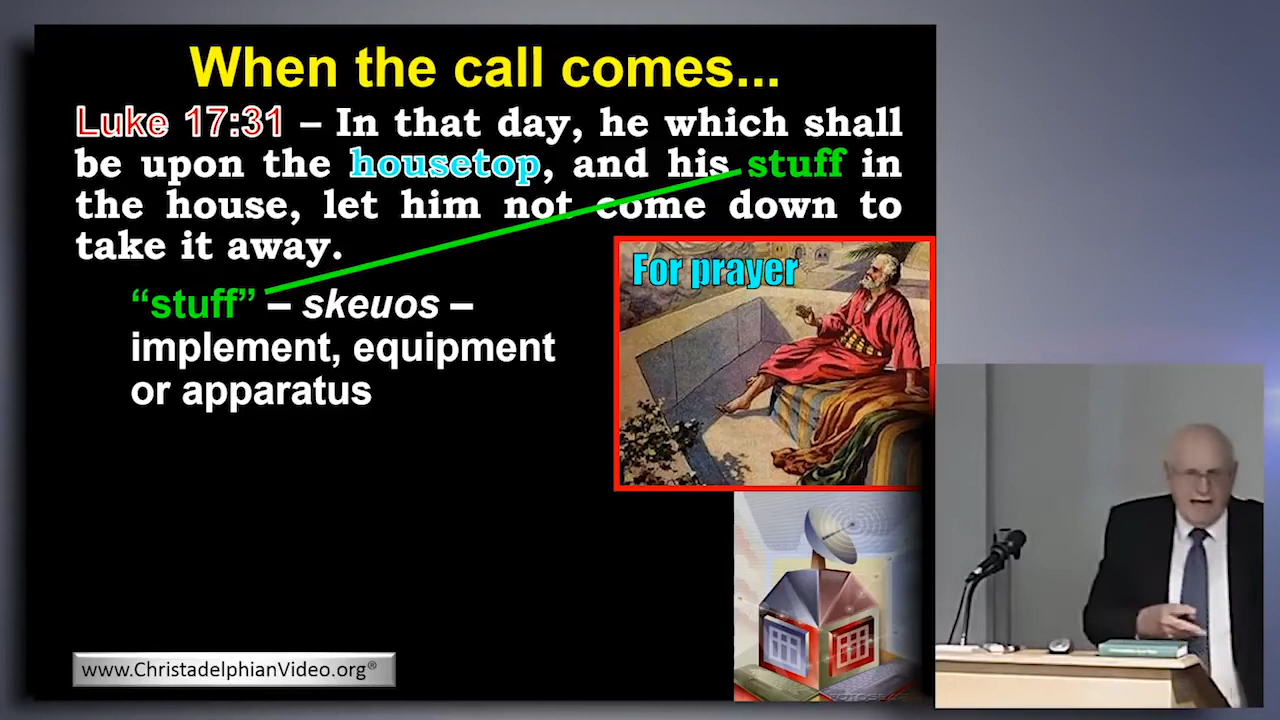 When the call comes...
Luke 17:31 – In that day, he which shall
be upon the housetop, and his stuff in
the house, let him not come down to
take it away.
For prayer
“stuff” – skeuos –
implement, equipment
or apparatus
www.ChristadelphianVideo.org®